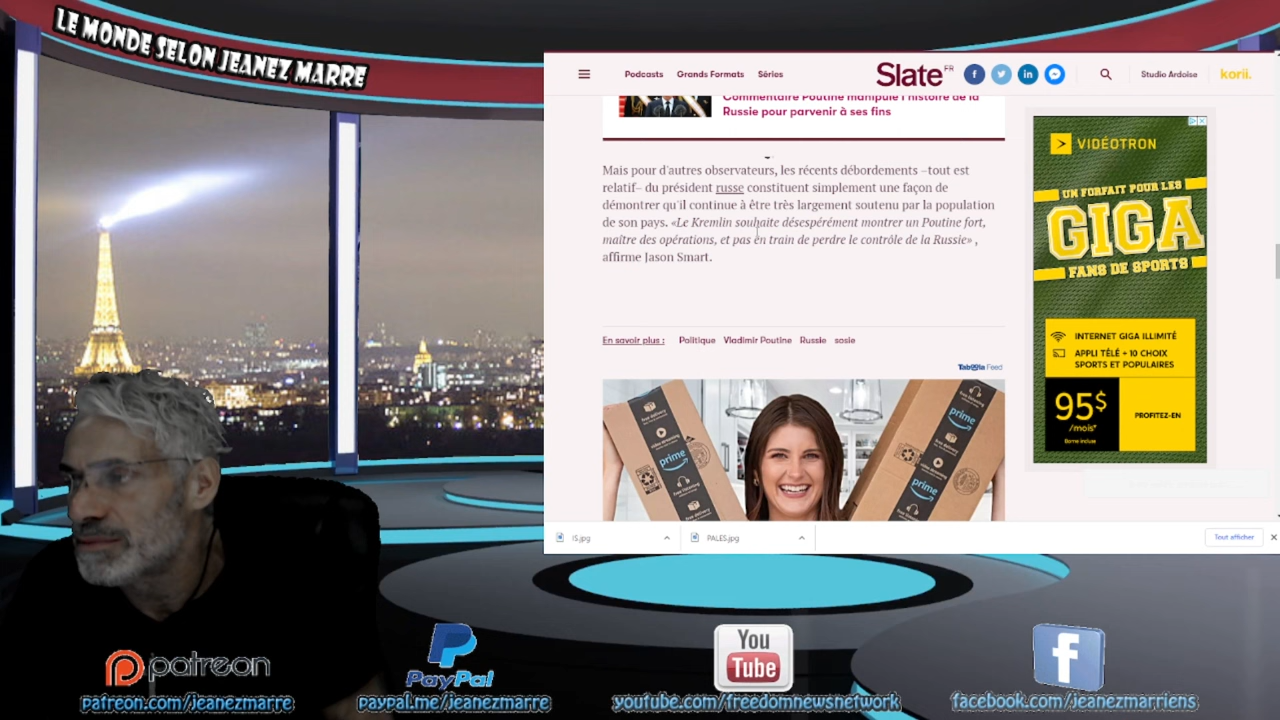 LE MONDE SELON JEANEZ MARRE
Podcasts Grands Formats Séries
Slate FR
Studio Ardoise
korii.
Commentaire Poutine manipule l'histoire de la
Russie pour parvenir à ses fins
Mais pour d'autres observateurs, les récents débordements –tout est
relatif– du président russe constituent simplement une façon de
démontrer qu'il continue à être très largement soutenu par la population
de son pays. «Le Kremlin souhaite désespérément montrer un Poutine fort,
maître des opérations, et pas en train de perdre le contrôle de la Russie» ,
affirme Jason Smart.
En savoir plus : Politique Vladimir Poutine Russie sosie
Taboola Feed
prime
prime
prime
prime
VIDÉOTRON
UN FORFAIT POUR LES
GIGA
FANS DE SPORTS
INTERNET GIGA ILLIMITÉ
APPLI TÉLÉ + 10 CHOIX
SPORTS ET POPULAIRES
95$
/mois*
Borne incluse
PROFITEZ-EN
IS.jpg
PALES.jpg
Tout afficher
patreon
patreon.com/jeanezmarre
PayPal
paypal.me/jeanezmarre
You
Tube
youtube.com/freedomnewsnetwork
facebook.com/jeanezmarriens